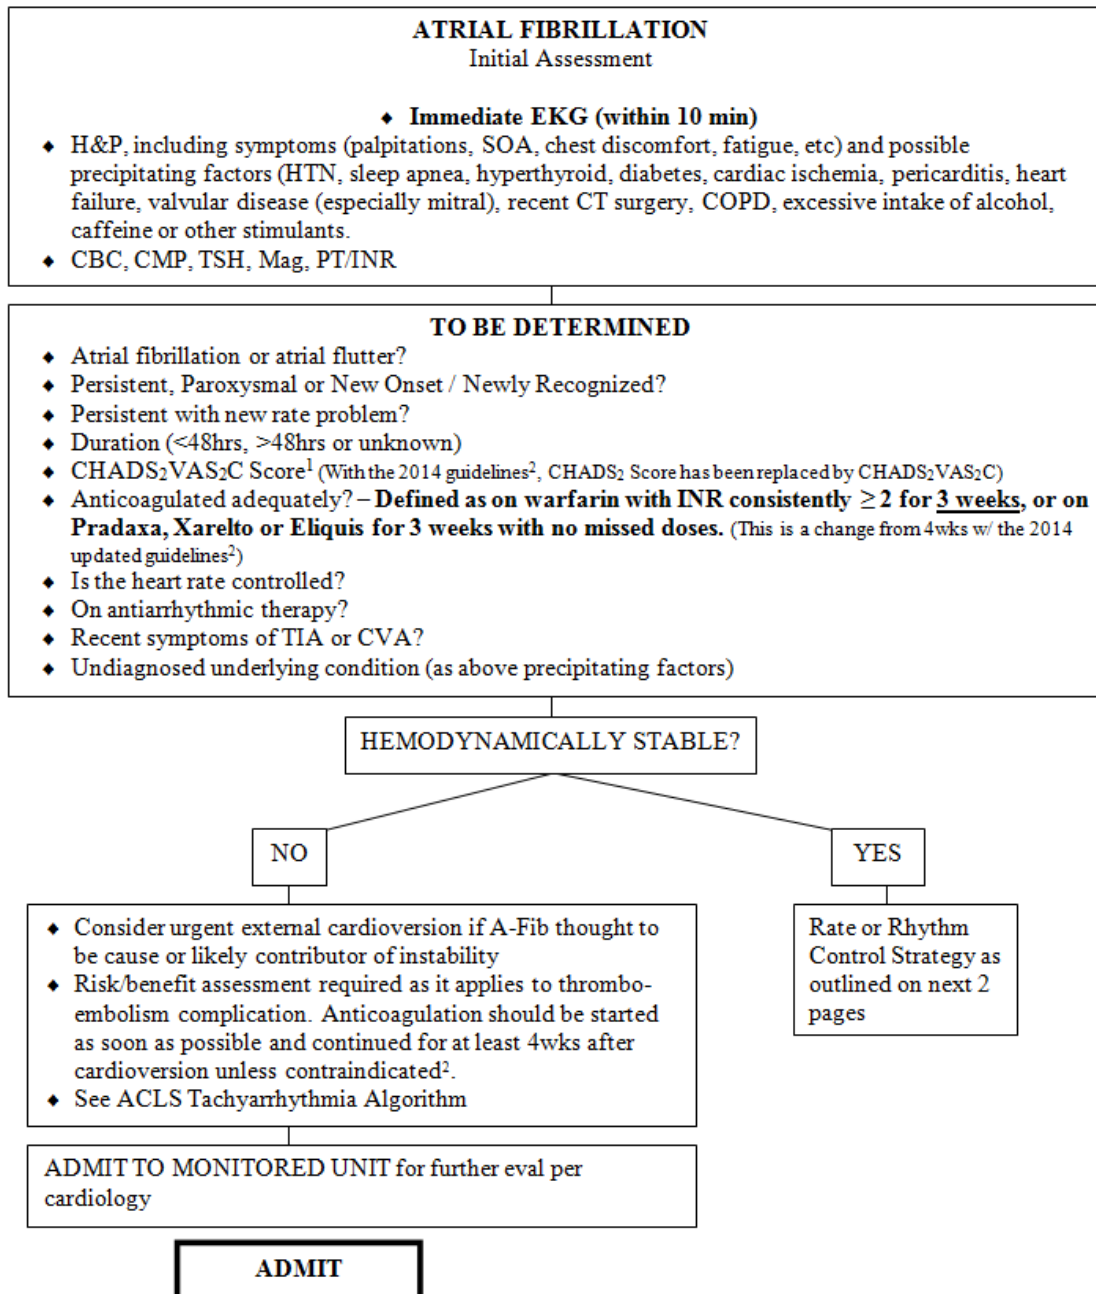 ATRIAL FIBRILLATION
Initial Assessment
◆ Immediate EKG (within 10 min)
◆ H&P, including symptoms (palpitations, SOA, chest discomfort, fatigue, etc) and possible
precipitating factors (HTN, sleep apnea, hyperthyroid, diabetes, cardiac ischemia, pericarditis, heart
failure, valvular disease (especially mitral), recent CT surgery, COPD, excessive intake of alcohol,
caffeine or other stimulants.
◆ CBC, CMP, TSH, Mag, PT/INR
TO BE DETERMINED
◆ Atrial fibrillation or atrial flutter?
◆ Persistent, Paroxysmal or New Onset / Newly Recognized?
◆ Persistent with new rate problem?
◆ Duration (<48hrs, >48hrs or unknown)
◆ CHADS₂VAS₂C Score¹ (With the 2014 guidelines², CHADS₂ Score has been replaced by CHADS₂VAS₂C)
◆ Anticoagulated adequately? – Defined as on warfarin with INR consistently ≥ 2 for 3 weeks, or on
Pradaxa, Xarelto or Eliquis for 3 weeks with no missed doses. (This is a change from 4wks w/ the 2014
updated guidelines²)
◆ Is the heart rate controlled?
◆ On antiarrhythmic therapy?
◆ Recent symptoms of TIA or CVA?
◆ Undiagnosed underlying condition (as above precipitating factors)
HEMODYNAMICALLY STABLE?
NO
YES
◆ Consider urgent external cardioversion if A-Fib thought to
be cause or likely contributor of instability
◆ Risk/benefit assessment required as it applies to thrombo-
embolism complication. Anticoagulation should be started
as soon as possible and continued for at least 4wks after
cardioversion unless contraindicated².
◆ See ACLS Tachyarrhythmia Algorithm
Rate or Rhythm
Control Strategy as
outlined on next 2
pages
ADMIT TO MONITORED UNIT for further eval per
cardiology
ADMIT